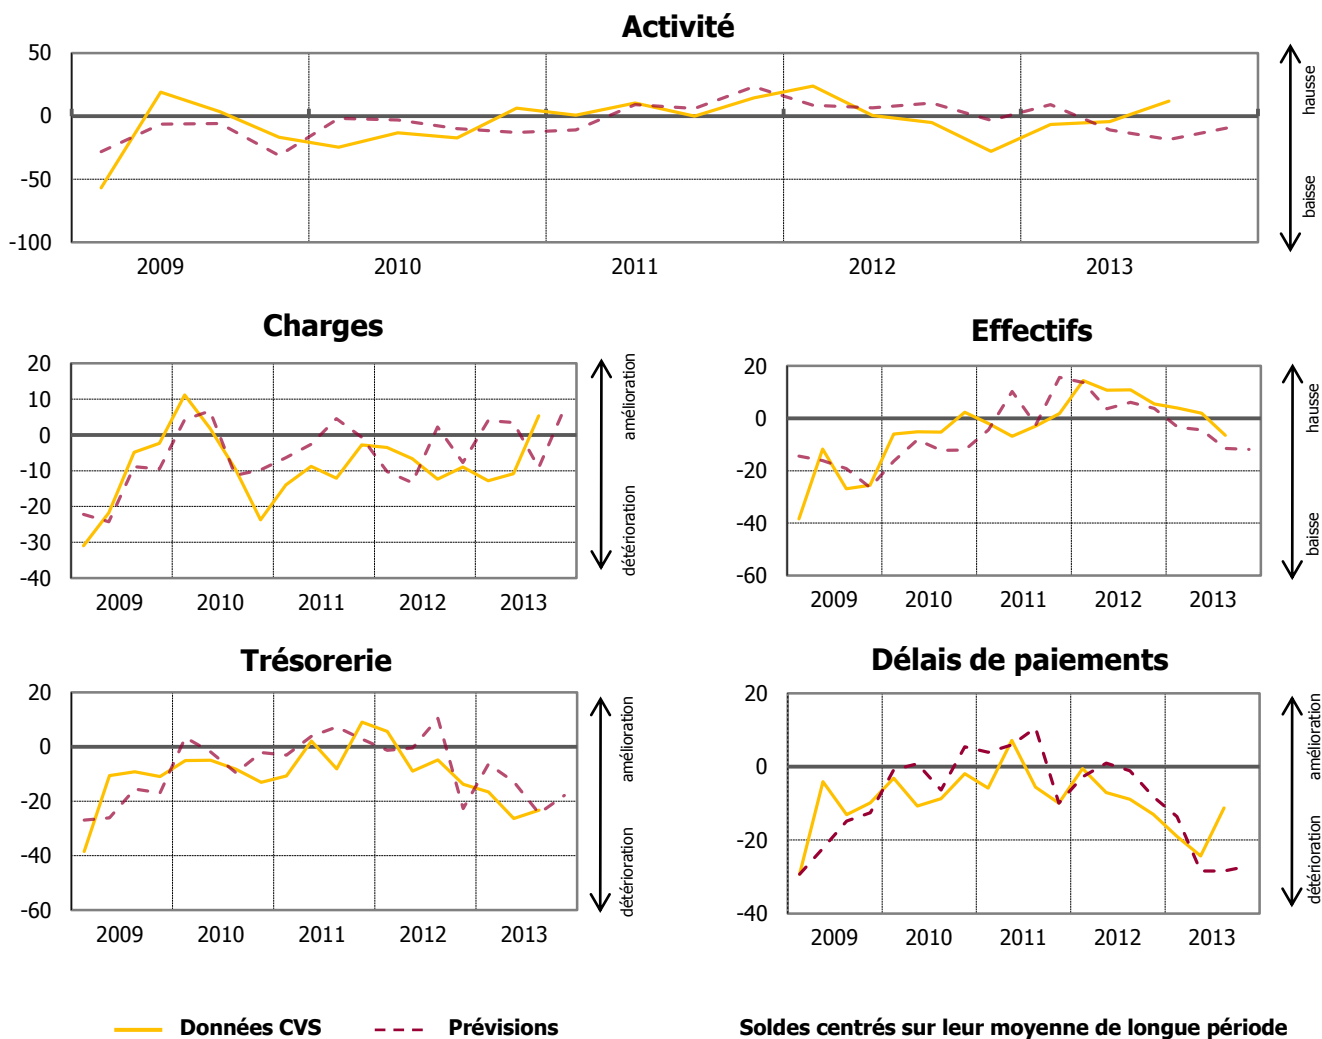 Activité
50
0
-50
-100
hausse
baisse
2009 2010 2011 2012 2013
Charges
20
10
0
-10
-20
-30
-40
amélioration
détérioration
2009 2010 2011 2012 2013
Effectifs
20
0
-20
-40
-60
hausse
baisse
2009 2010 2011 2012 2013
Trésorerie
20
0
-20
-40
-60
amélioration
détérioration
2009 2010 2011 2012 2013
Délais de paiements
20
0
-20
-40
amélioration
détérioration
2009 2010 2011 2012 2013
Données CVS Prévisions Soldes centrés sur leur moyenne de longue période